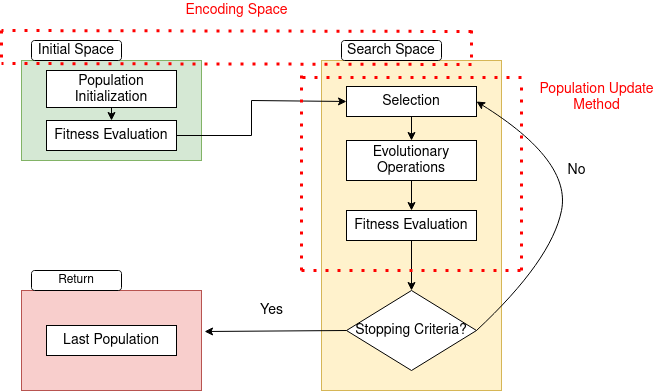 Encoding Space
Initial Space
Search Space
Population
Initialization
Fitness Evaluation
Selection
Population Update
Method
Evolutionary
Operations
No
Fitness Evaluation
Return
Yes
Stopping Criteria?
Last Population